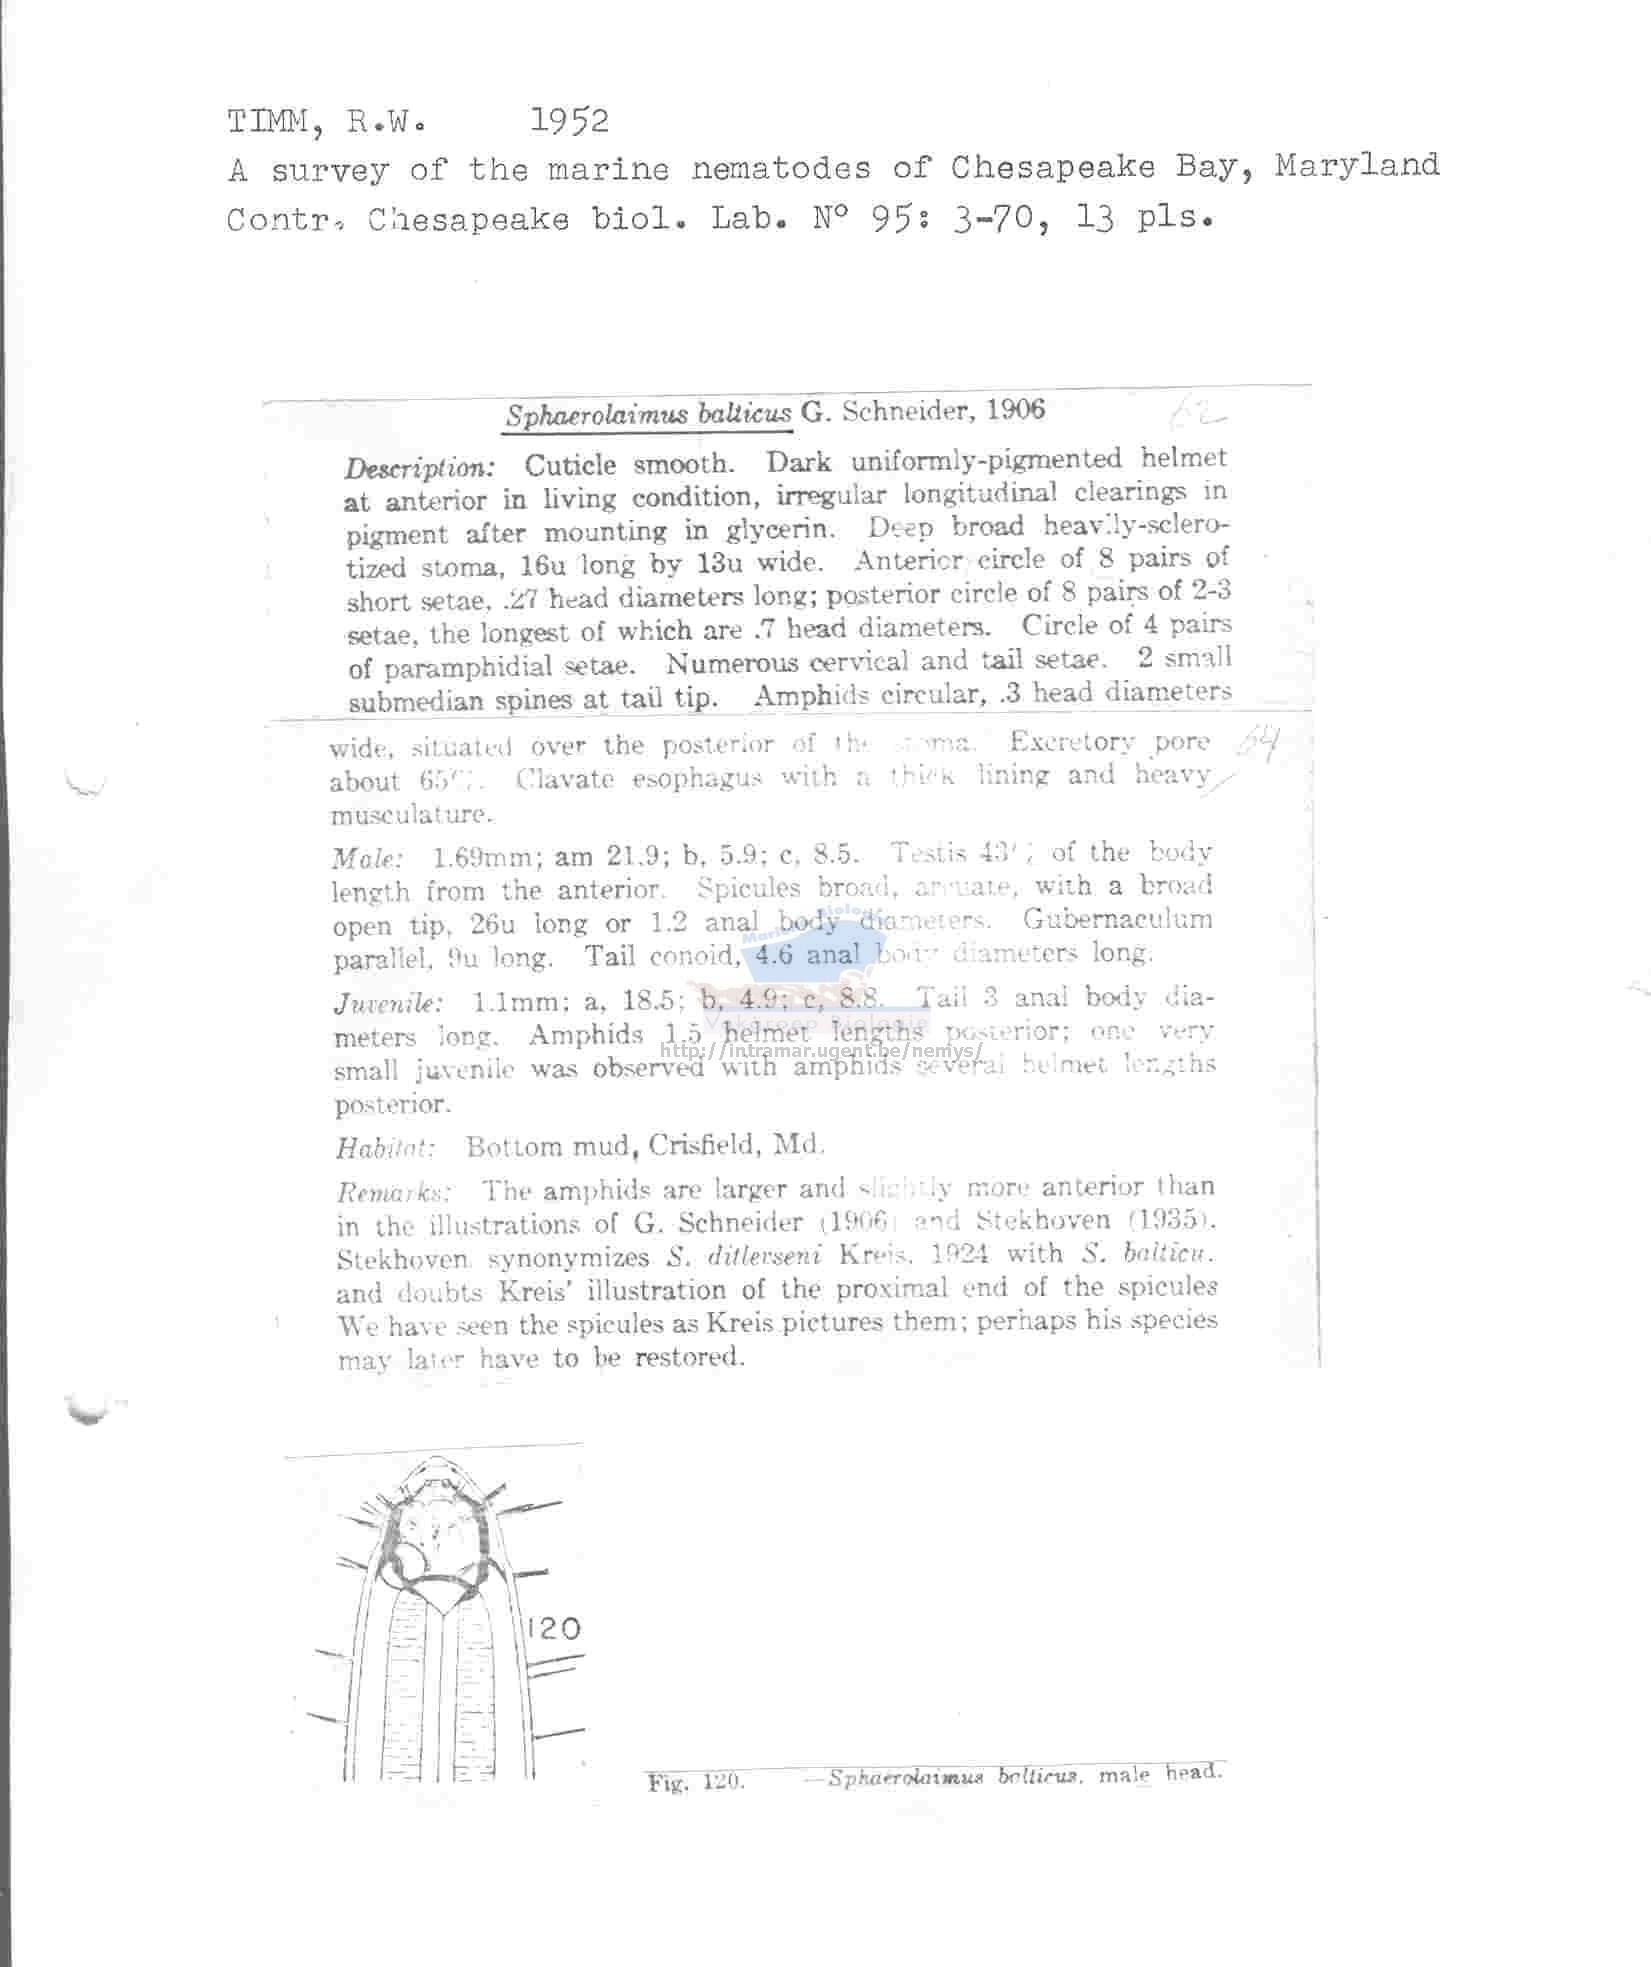 TIMM, R.W. 1952
A survey of the marine nematodes of Chesapeake Bay, Maryland
Contr. Chesapeake biol. Lab. Nº 95: 3-70, 13 pls.
Sphaerolaimus balticus G. Schneider, 1906 62
Description: Cuticle smooth. Dark uniformly-pigmented helmet
at anterior in living condition, irregular longitudinal clearings in
pigment after mounting in glycerin. Deep broad heavily-sclero-
tized stoma, 16u long by 13u wide. Anterior circle of 8 pairs of
short setae, .27 head diameters long; posterior circle of 8 pairs of 2-3
setae, the longest of which are .7 head diameters. Circle of 4 pairs
of paramphidial setae. Numerous cervical and tail setae. 2 small
submedian spines at tail tip. Amphids circular, .3 head diameters
wide, situated over the posterior of the stoma. Excretory pore 64
about 65%. Clavate esophagus with a thick lining and heavy
musculature.
Male: 1.69mm; am 21.9; b, 5.9; c, 8.5. Testis 43% of the body
length from the anterior. Spicules broad, arcuate, with a broad
open tip, 26u long or 1.2 anal body diameters. Gubernaculum
parallel, 9u long. Tail conoid, 4.6 anal body diameters long.
Juvenile: 1.1mm; a, 18.5; b, 4.9; c, 8.8. Tail 3 anal body dia-
meters long. Amphids 1.5 helmet lengths posterior; one very
small juvenile was observed with amphids several helmet lengths
posterior.
Marine Biologie
Vakgroep Biologie
http://intramar.ugent.be/nemys/
Habitat: Bottom mud, Crisfield, Md.
Remarks: The amphids are larger and slightly more anterior than
in the illustrations of G. Schneider (1906) and Stekhoven (1935).
Stekhoven synonymizes S. ditlevseni Kreis, 1924 with S. balticu.
and doubts Kreis' illustration of the proximal end of the spicules
We have seen the spicules as Kreis pictures them; perhaps his species
may later have to be restored.
120
Fig. 120. —Sphaerolaimus balticus, male head.